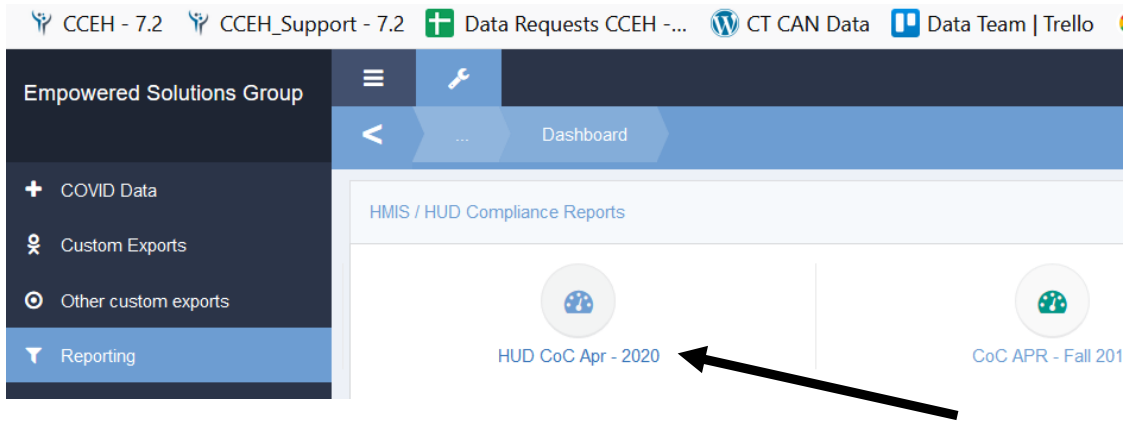 CCEH - 7.2 CCEH_Support - 7.2 Data Requests CCEH -... CT CAN Data Data Team | Trello
Empowered Solutions Group
... Dashboard
COVID Data
HMIS / HUD Compliance Reports
Custom Exports
Other custom exports
Reporting
HUD CoC Apr - 2020 CoC APR - Fall 201